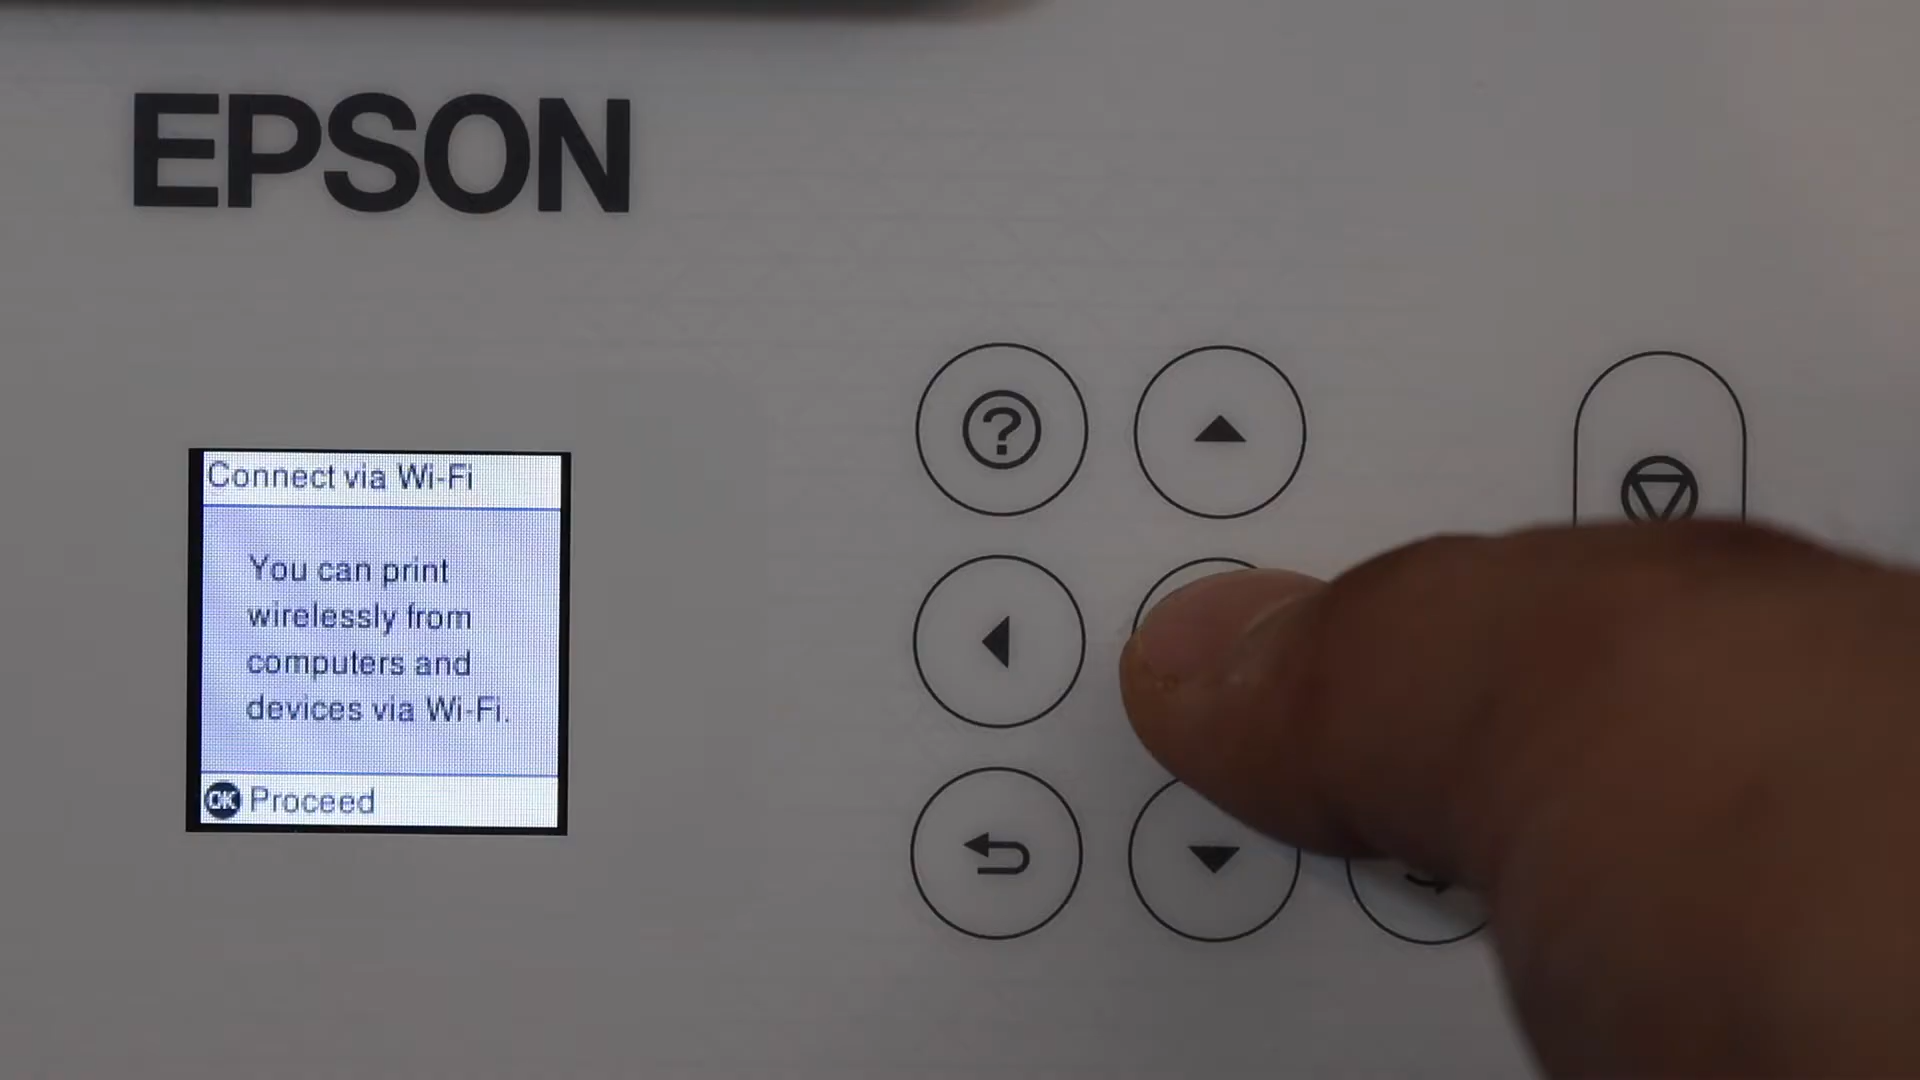 EPSON
Connect via Wi-Fi
You can print
wirelessly from
computers and
devices via Wi-Fi.
OK Proceed
?